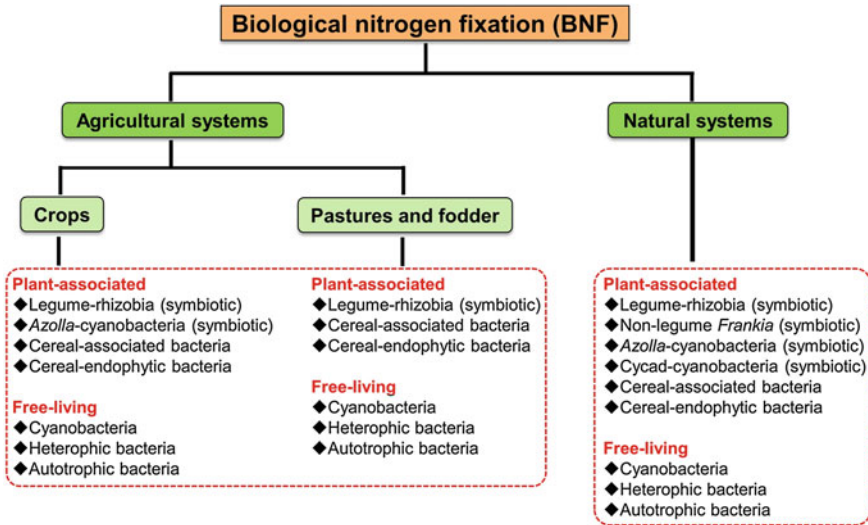 Biological nitrogen fixation (BNF)
Agricultural systems
Natural systems
Crops
Pastures and fodder
Plant-associated
◆Legume-rhizobia (symbiotic)
◆Azolla-cyanobacteria (symbiotic)
◆Cereal-associated bacteria
◆Cereal-endophytic bacteria
Free-living
◆Cyanobacteria
◆Heterophic bacteria
◆Autotrophic bacteria
Plant-associated
◆Legume-rhizobia (symbiotic)
◆Cereal-associated bacteria
◆Cereal-endophytic bacteria
Free-living
◆Cyanobacteria
◆Heterophic bacteria
◆Autotrophic bacteria
Plant-associated
◆Legume-rhizobia (symbiotic)
◆Non-legume Frankia (symbiotic)
◆Azolla-cyanobacteria (symbiotic)
◆Cycad-cyanobacteria (symbiotic)
◆Cereal-associated bacteria
◆Cereal-endophytic bacteria
Free-living
◆Cyanobacteria
◆Heterophic bacteria
◆Autotrophic bacteria